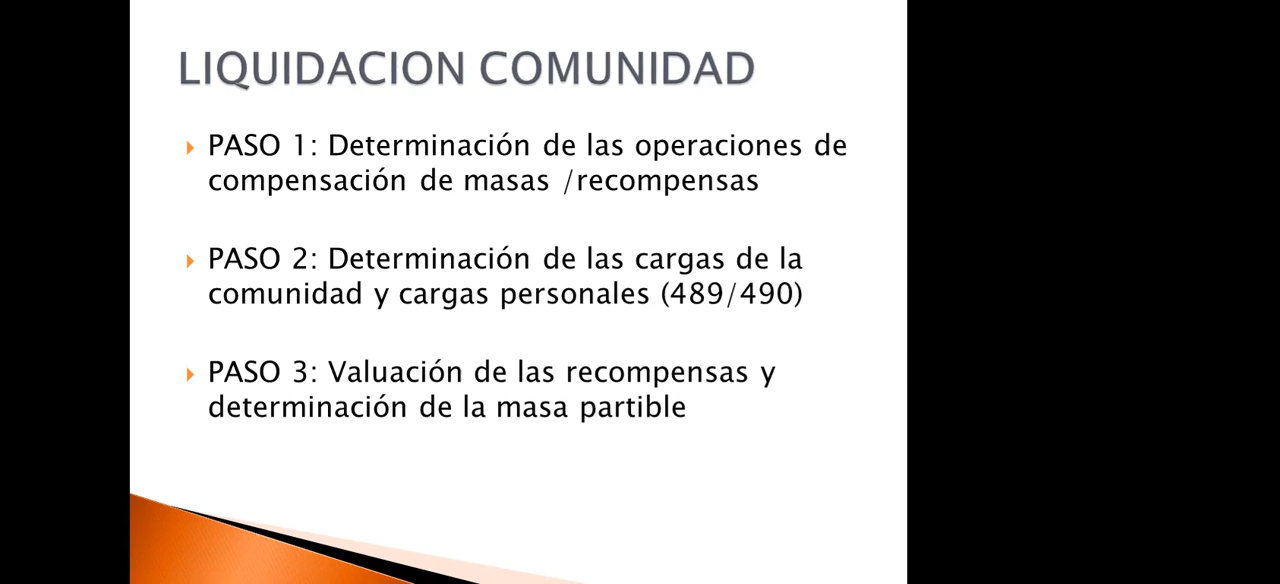 LIQUIDACION COMUNIDAD
PASO 1: Determinación de las operaciones de
compensación de masas /recompensas
PASO 2: Determinación de las cargas de la
comunidad y cargas personales (489/490)
PASO 3: Valuación de las recompensas y
determinación de la masa partible